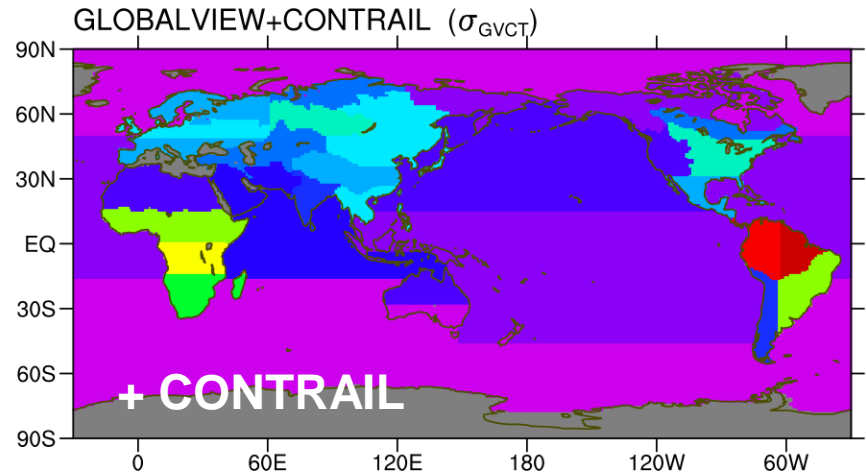 GLOBALVIEW+CONTRAIL (σGVCT)
90N
60N
30N
EQ
30S
60S
90S
+ CONTRAIL
0 60E 120E 180 120W 60W